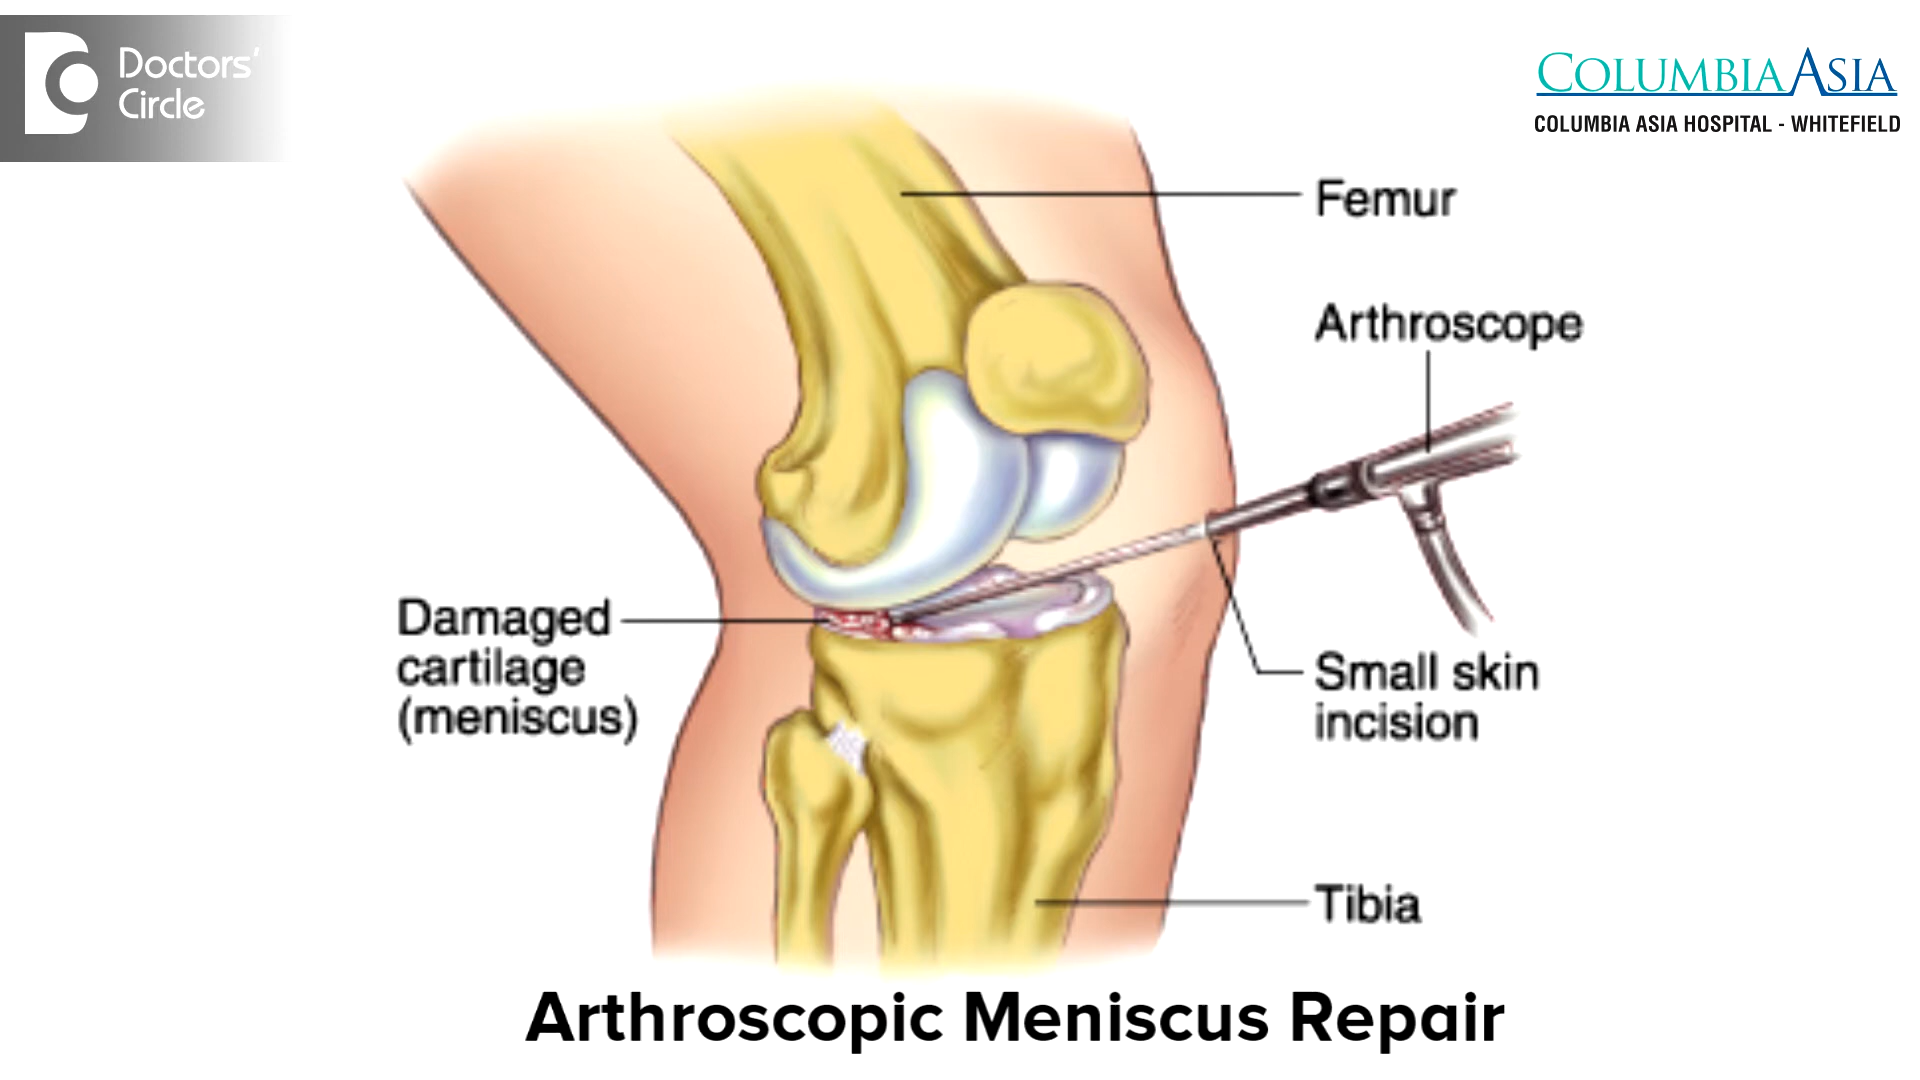 Doctors'
Circle
COLUMBIA ASIA
COLUMBIA ASIA HOSPITAL - WHITEFIELD
Femur
Arthroscope
Damaged
cartilage
(meniscus)
Small skin
incision
Tibia
Arthroscopic Meniscus Repair